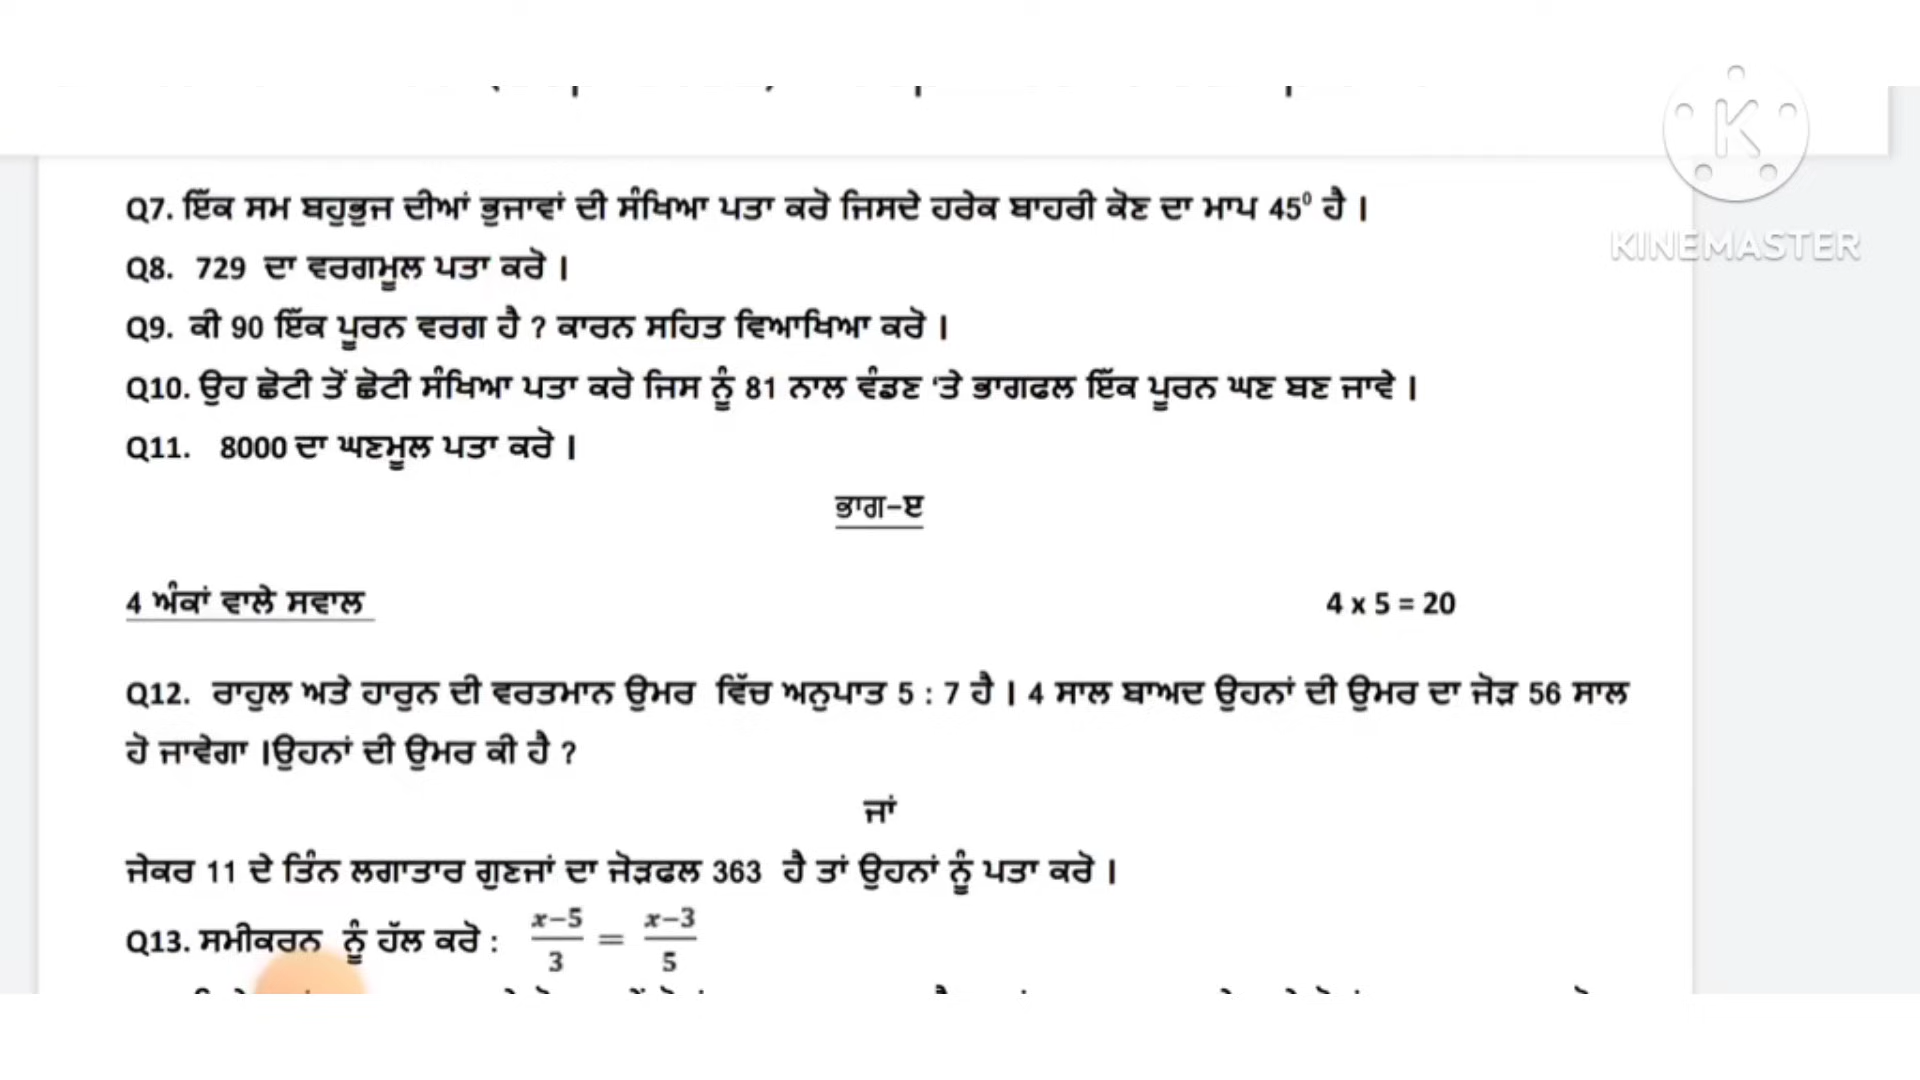 Q7. ਇੱਕ ਸਮ ਬਹੁਭੁਜ ਦੀਆਂ ਭੁਜਾਵਾਂ ਦੀ ਸੰਖਿਆ ਪਤਾ ਕਰੋ ਜਿਸਦੇ ਹਰੇਕ ਬਾਹਰੀ ਕੋਣ ਦਾ ਮਾਪ 45⁰ ਹੈ ।
Q8. 729 ਦਾ ਵਰਗਮੂਲ ਪਤਾ ਕਰੋ ।
Q9. ਕੀ 90 ਇੱਕ ਪੂਰਨ ਵਰਗ ਹੈ ? ਕਾਰਨ ਸਹਿਤ ਵਿਆਖਿਆ ਕਰੋ ।
Q10. ਉਹ ਛੋਟੀ ਤੋਂ ਛੋਟੀ ਸੰਖਿਆ ਪਤਾ ਕਰੋ ਜਿਸ ਨੂੰ 81 ਨਾਲ ਵੰਡਣ ‘ਤੇ ਭਾਗਫਲ ਇੱਕ ਪੂਰਨ ਘਣ ਬਣ ਜਾਵੇ ।
Q11. 8000 ਦਾ ਘਣਮੂਲ ਪਤਾ ਕਰੋ ।
ਭਾਗ-ੲ
4 ਅੰਕਾਂ ਵਾਲੇ ਸਵਾਲ 4 x 5 = 20
Q12. ਰਾਹੁਲ ਅਤੇ ਹਾਰੁਨ ਦੀ ਵਰਤਮਾਨ ਉਮਰ ਵਿੱਚ ਅਨੁਪਾਤ 5 : 7 ਹੈ । 4 ਸਾਲ ਬਾਅਦ ਉਹਨਾਂ ਦੀ ਉਮਰ ਦਾ ਜੋੜ 56 ਸਾਲ
ਹੋ ਜਾਵੇਗਾ ।ਉਹਨਾਂ ਦੀ ਉਮਰ ਕੀ ਹੈ ?
ਜਾਂ
ਜੇਕਰ 11 ਦੇ ਤਿੰਨ ਲਗਾਤਾਰ ਗੁਣਜਾਂ ਦਾ ਜੋੜਫਲ 363 ਹੈ ਤਾਂ ਉਹਨਾਂ ਨੂੰ ਪਤਾ ਕਰੋ ।
Q13. ਸਮੀਕਰਨ ਨੂੰ ਹੱਲ ਕਰੋ : x−5/3 = x−3/5
K
KINEMASTER